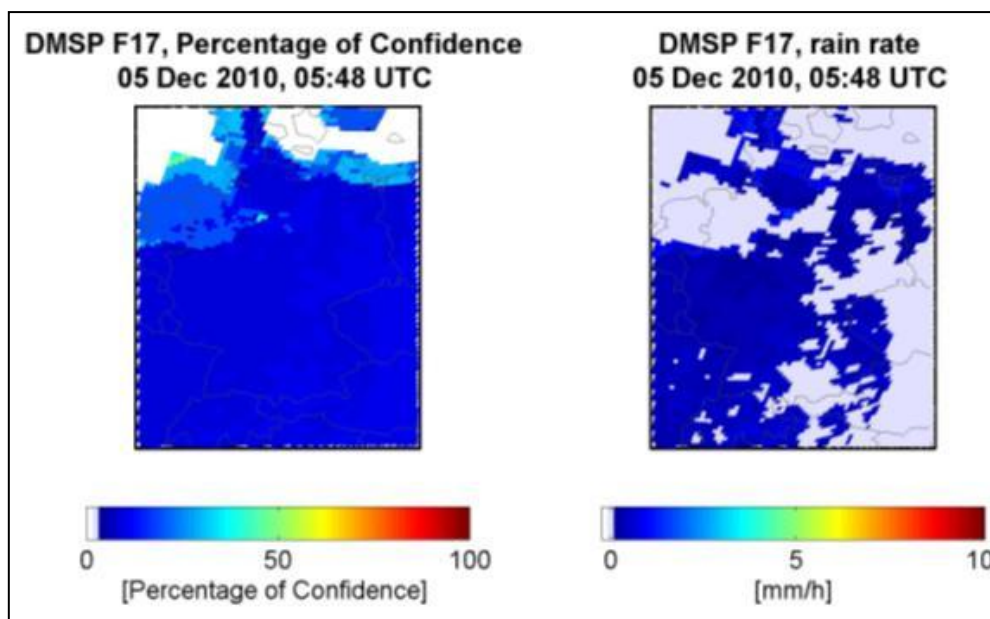 DMSP F17, Percentage of Confidence
05 Dec 2010, 05:48 UTC
0
50
100
[Percentage of Confidence]
DMSP F17, rain rate
05 Dec 2010, 05:48 UTC
0
5
10
[mm/h]